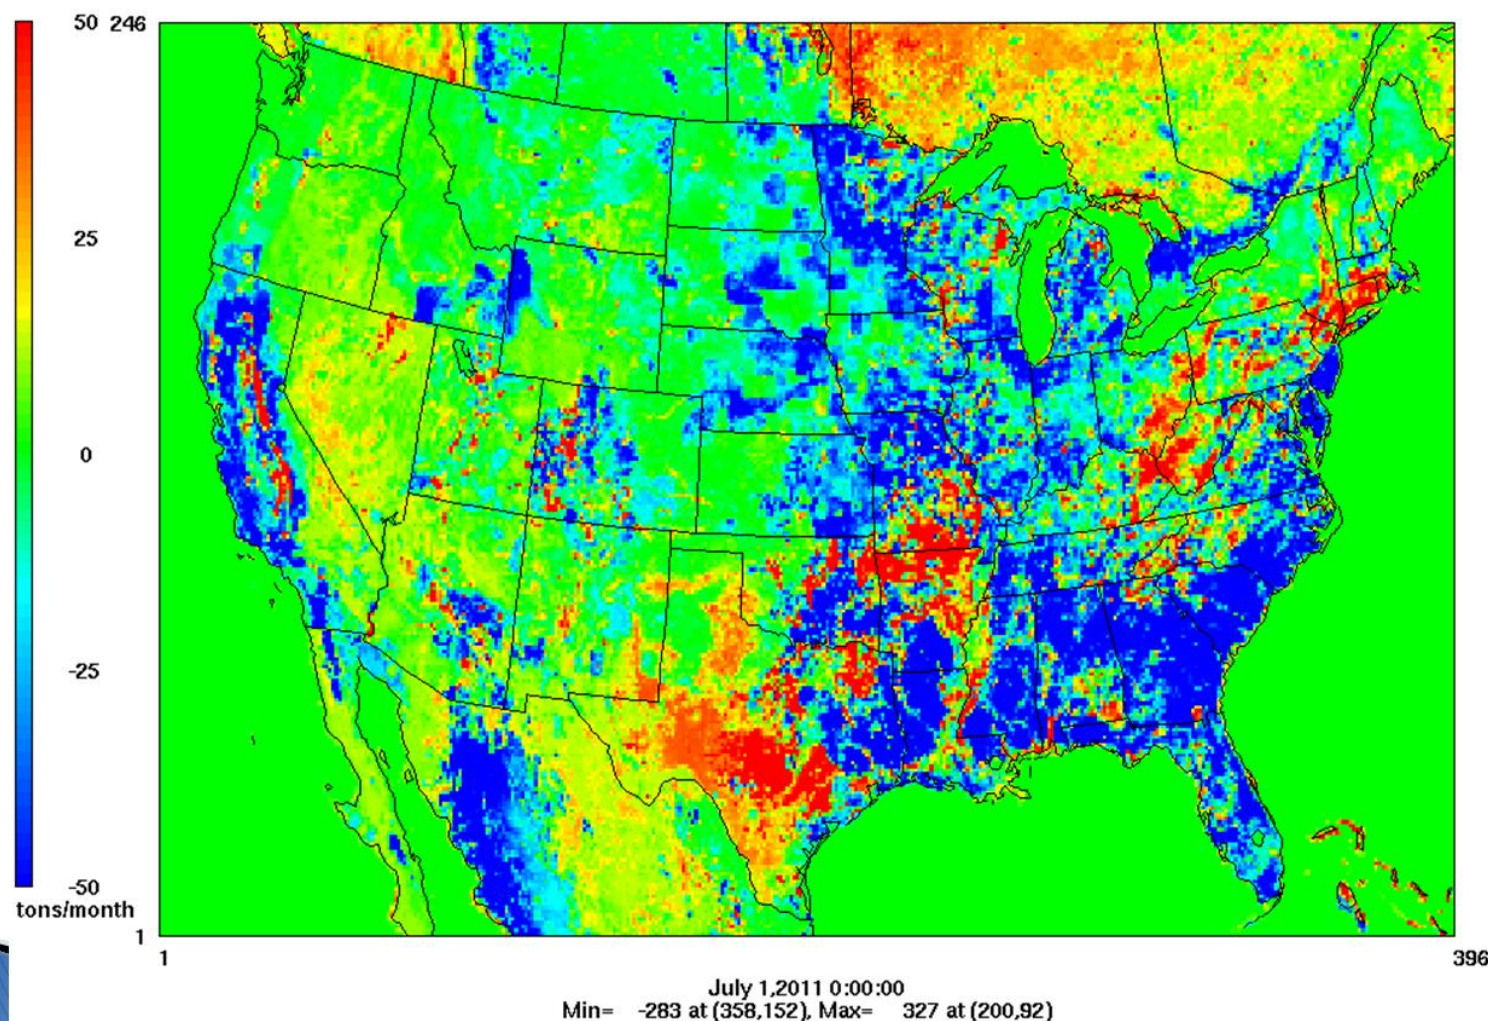 50 246
25
0
-25
-50
tons/month
1
1 396
July 1,2011 0:00:00
Min= -283 at (358,152), Max= 327 at (200,92)